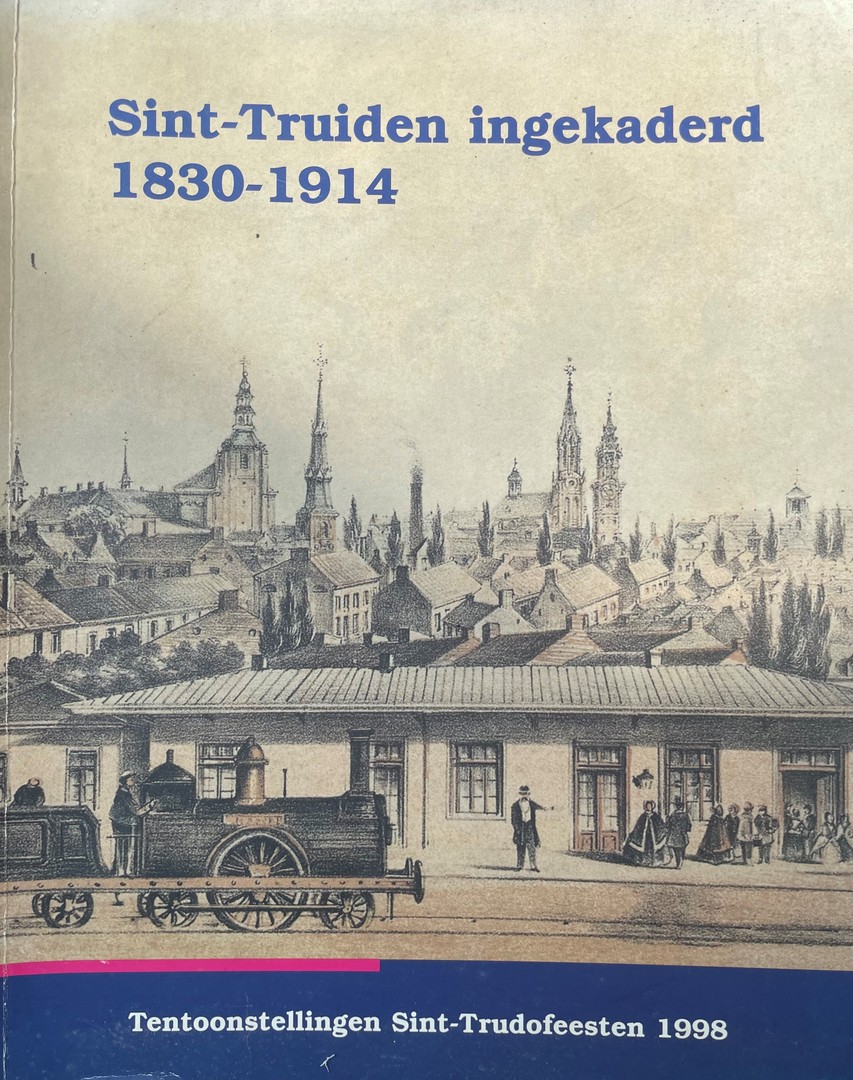 Sint-Truiden ingekaderd
1830-1914
Tentoonstellingen Sint-Trudofeesten 1998